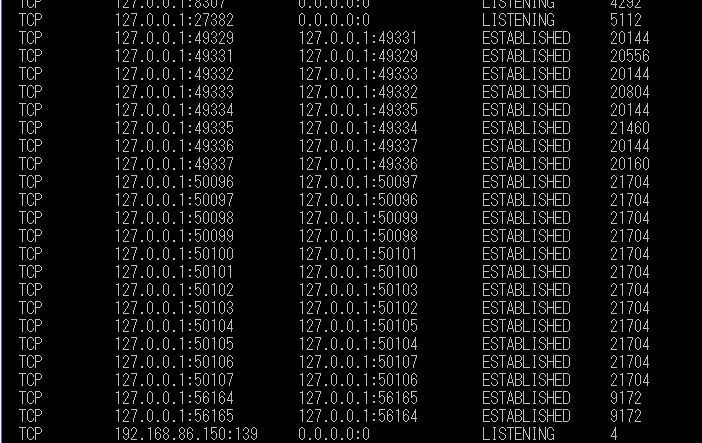 TCP 127.0.0.1:8307 0.0.0.0:0 LISTENING 4292
TCP 127.0.0.1:27382 0.0.0.0:0 LISTENING 5112
TCP 127.0.0.1:49329 127.0.0.1:49331 ESTABLISHED 20144
TCP 127.0.0.1:49331 127.0.0.1:49329 ESTABLISHED 20556
TCP 127.0.0.1:49332 127.0.0.1:49333 ESTABLISHED 20144
TCP 127.0.0.1:49333 127.0.0.1:49332 ESTABLISHED 20804
TCP 127.0.0.1:49334 127.0.0.1:49335 ESTABLISHED 20144
TCP 127.0.0.1:49335 127.0.0.1:49334 ESTABLISHED 21460
TCP 127.0.0.1:49336 127.0.0.1:49337 ESTABLISHED 20144
TCP 127.0.0.1:49337 127.0.0.1:49336 ESTABLISHED 20160
TCP 127.0.0.1:50096 127.0.0.1:50097 ESTABLISHED 21704
TCP 127.0.0.1:50097 127.0.0.1:50096 ESTABLISHED 21704
TCP 127.0.0.1:50098 127.0.0.1:50099 ESTABLISHED 21704
TCP 127.0.0.1:50099 127.0.0.1:50098 ESTABLISHED 21704
TCP 127.0.0.1:50100 127.0.0.1:50101 ESTABLISHED 21704
TCP 127.0.0.1:50101 127.0.0.1:50100 ESTABLISHED 21704
TCP 127.0.0.1:50102 127.0.0.1:50103 ESTABLISHED 21704
TCP 127.0.0.1:50103 127.0.0.1:50102 ESTABLISHED 21704
TCP 127.0.0.1:50104 127.0.0.1:50105 ESTABLISHED 21704
TCP 127.0.0.1:50105 127.0.0.1:50104 ESTABLISHED 21704
TCP 127.0.0.1:50106 127.0.0.1:50107 ESTABLISHED 21704
TCP 127.0.0.1:50107 127.0.0.1:50106 ESTABLISHED 21704
TCP 127.0.0.1:56164 127.0.0.1:56165 ESTABLISHED 9172
TCP 127.0.0.1:56165 127.0.0.1:56164 ESTABLISHED 9172
TCP 192.168.86.150:139 0.0.0.0:0 LISTENING 4